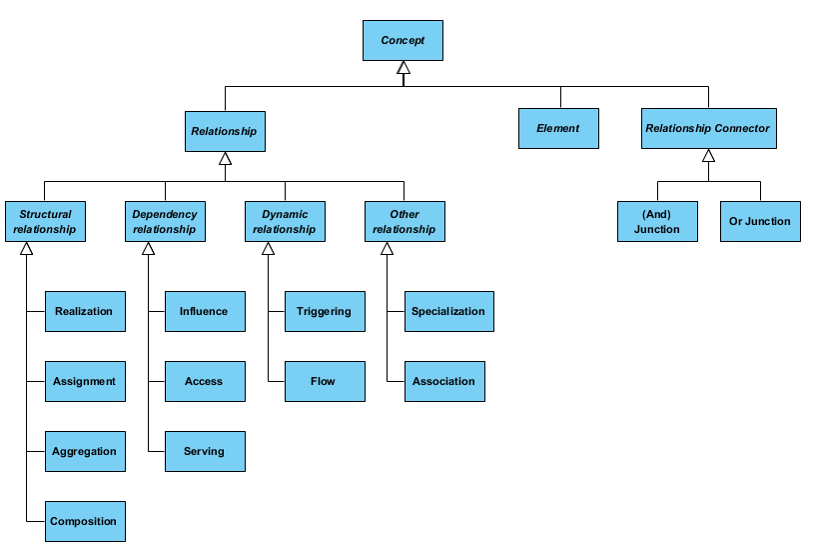 Concept
Relationship
Element
Relationship Connector
Structural
relationship
Dependency
relationship
Dynamic
relationship
Other
relationship
(And)
Junction
Or Junction
Realization
Influence
Triggering
Specialization
Assignment
Access
Flow
Association
Aggregation
Serving
Composition